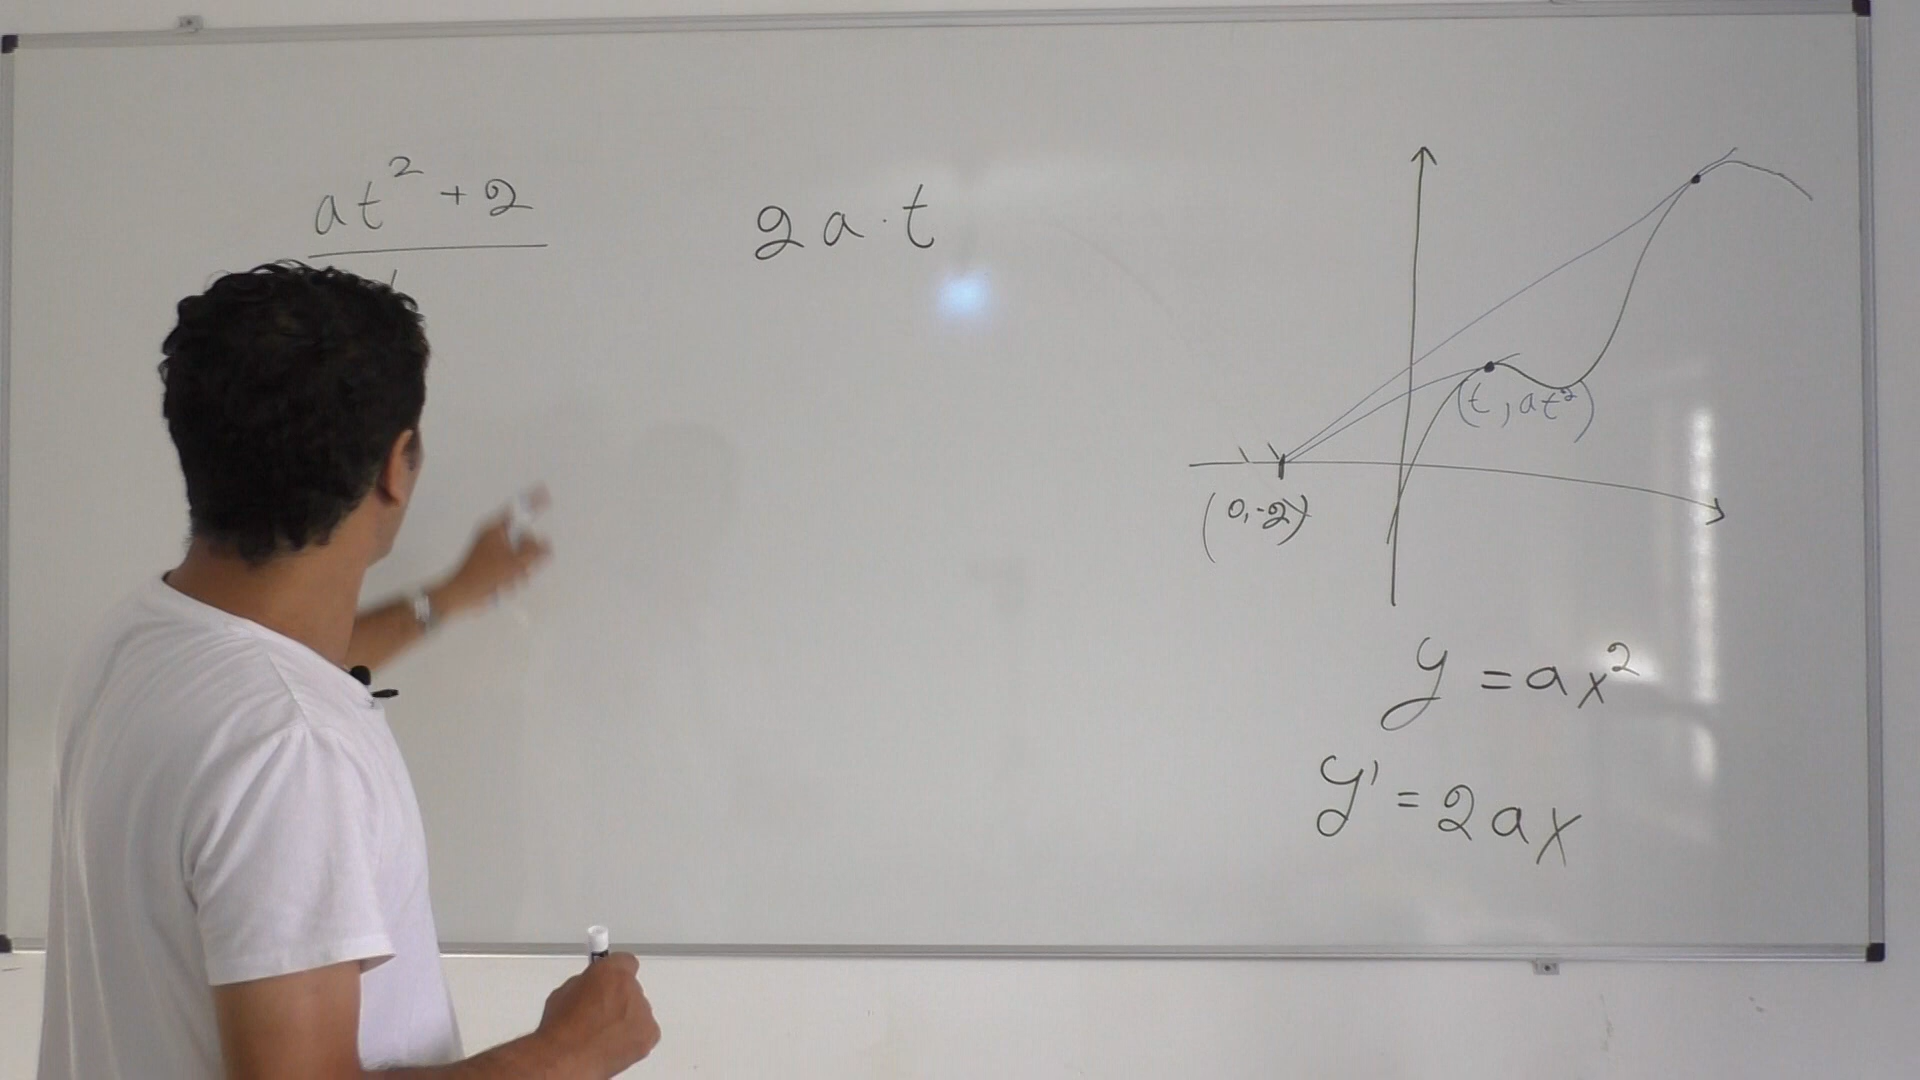 at² + 2
2a·t
(t, at²)
(0,-2)
y = ax²
y' = 2ax